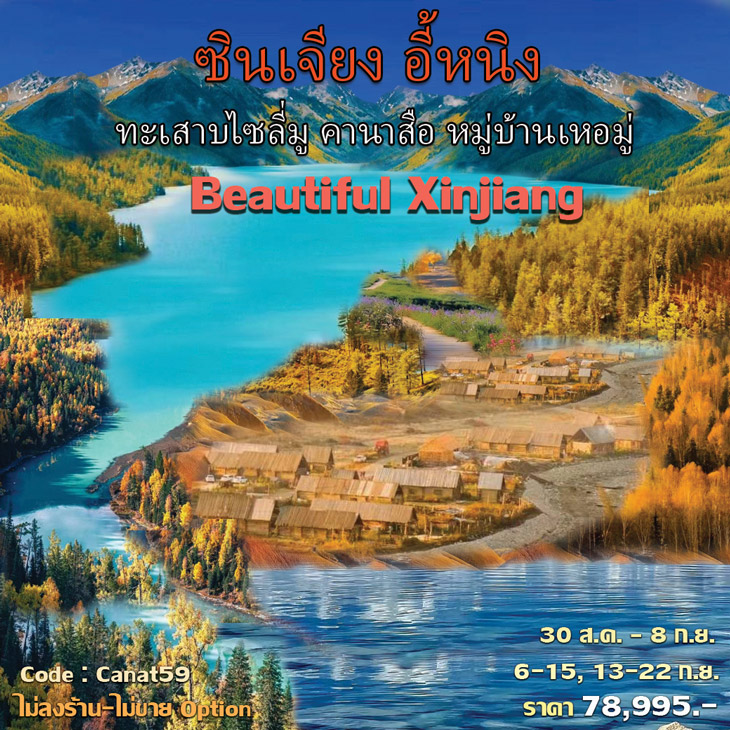 ซินเจียง อี้หนิง
ทะเสาบไซลี่มู คานาสือ หมู่บ้านเหอมู่
Beautiful Xinjiang
30 ส.ค. - 8 ก.ย.
Code : Canat59
6-15, 13-22 ก.ย.
ไม่ลงร้าน-ไม่ขาย Option
ราคา 78,995.-